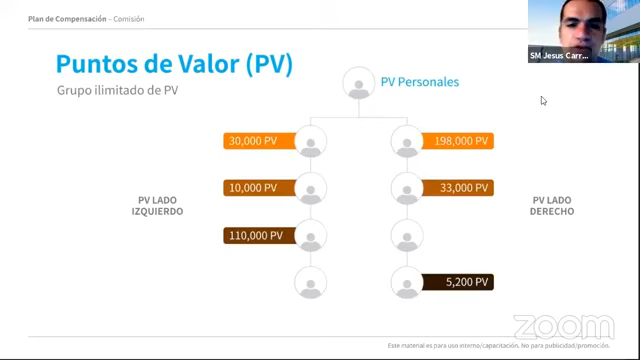 Plan de Compensación – Comisión
SM Jesus Carr...
Puntos de Valor (PV)
Grupo ilimitado de PV
PV Personales
30,000 PV
198,000 PV
10,000 PV
33,000 PV
PV LADO
IZQUIERDO
PV LADO
DERECHO
110,000 PV
5,200 PV
zoom
Este material es para uso interno/capacitación. No para publicidad/promoción.